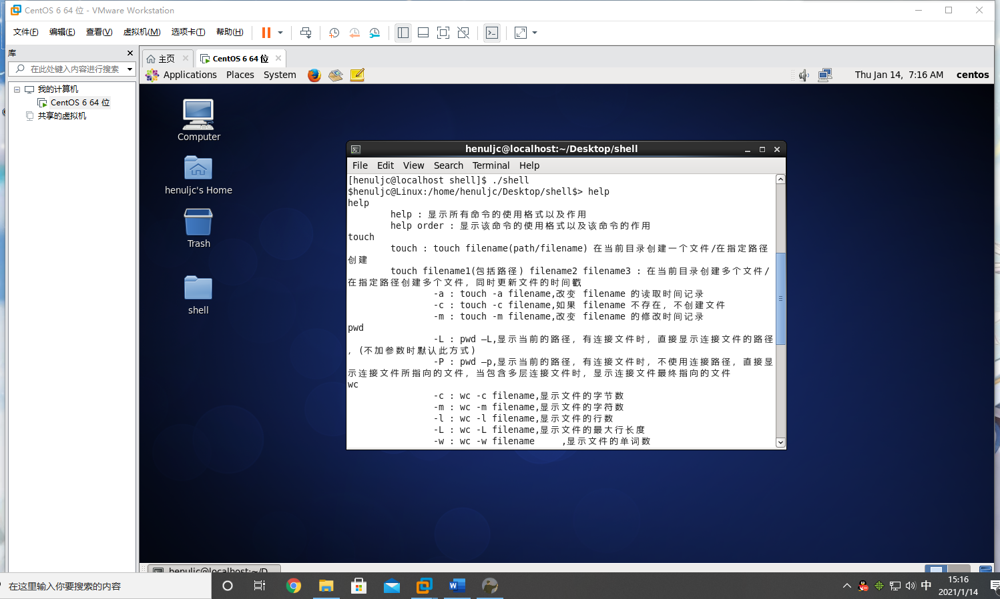 CentOS 6 64 位 - VMware Workstation
文件(F) 编辑(E) 查看(V) 虚拟机(M) 选项卡(T) 帮助(H)
库
在此处键入内容进行搜索
我的计算机
CentOS 6 64 位
共享的虚拟机
主页 CentOS 6 64 位
Applications Places System Thu Jan 14, 7:16 AM centos
Computer
henuljc's Home
Trash
shell
henuljc@localhost:~/Desktop/shell
File Edit View Search Terminal Help
[henuljc@localhost shell]$ ./shell
$henuljc@Linux:/home/henuljc/Desktop/shell$> help
help
help : 显示所有命令的使用格式以及作用
help order : 显示该命令的使用格式以及该命令的作用
touch
touch : touch filename(path/filename) 在当前目录创建一个文件/在指定路径
创建
touch filename1(包括路径) filename2 filename3 : 在当前目录创建多个文件/
在指定路径创建多个文件, 同时更新文件的时间戳
-a : touch -a filename,改变 filename 的读取时间记录
-c : touch -c filename,如果 filename 不存在, 不创建文件
-m : touch -m filename,改变 filename 的修改时间记录
pwd
-L : pwd –L,显示当前的路径, 有连接文件时, 直接显示连接文件的路径
, (不加参数时默认此方式)
-P : pwd –p,显示当前的路径, 有连接文件时, 不使用连接路径, 直接显
示连接文件所指向的文件, 当包含多层连接文件时, 显示连接文件最终指向的文件
wc
-c : wc -c filename,显示文件的字节数
-m : wc -m filename,显示文件的字符数
-l : wc -l filename,显示文件的行数
-L : wc -L filename,显示文件的最大行长度
-w : wc -w filename ,显示文件的单词数
henuljc@localhost:~/D...
在这里输入你要搜索的内容
中
15:16
2021/1/14